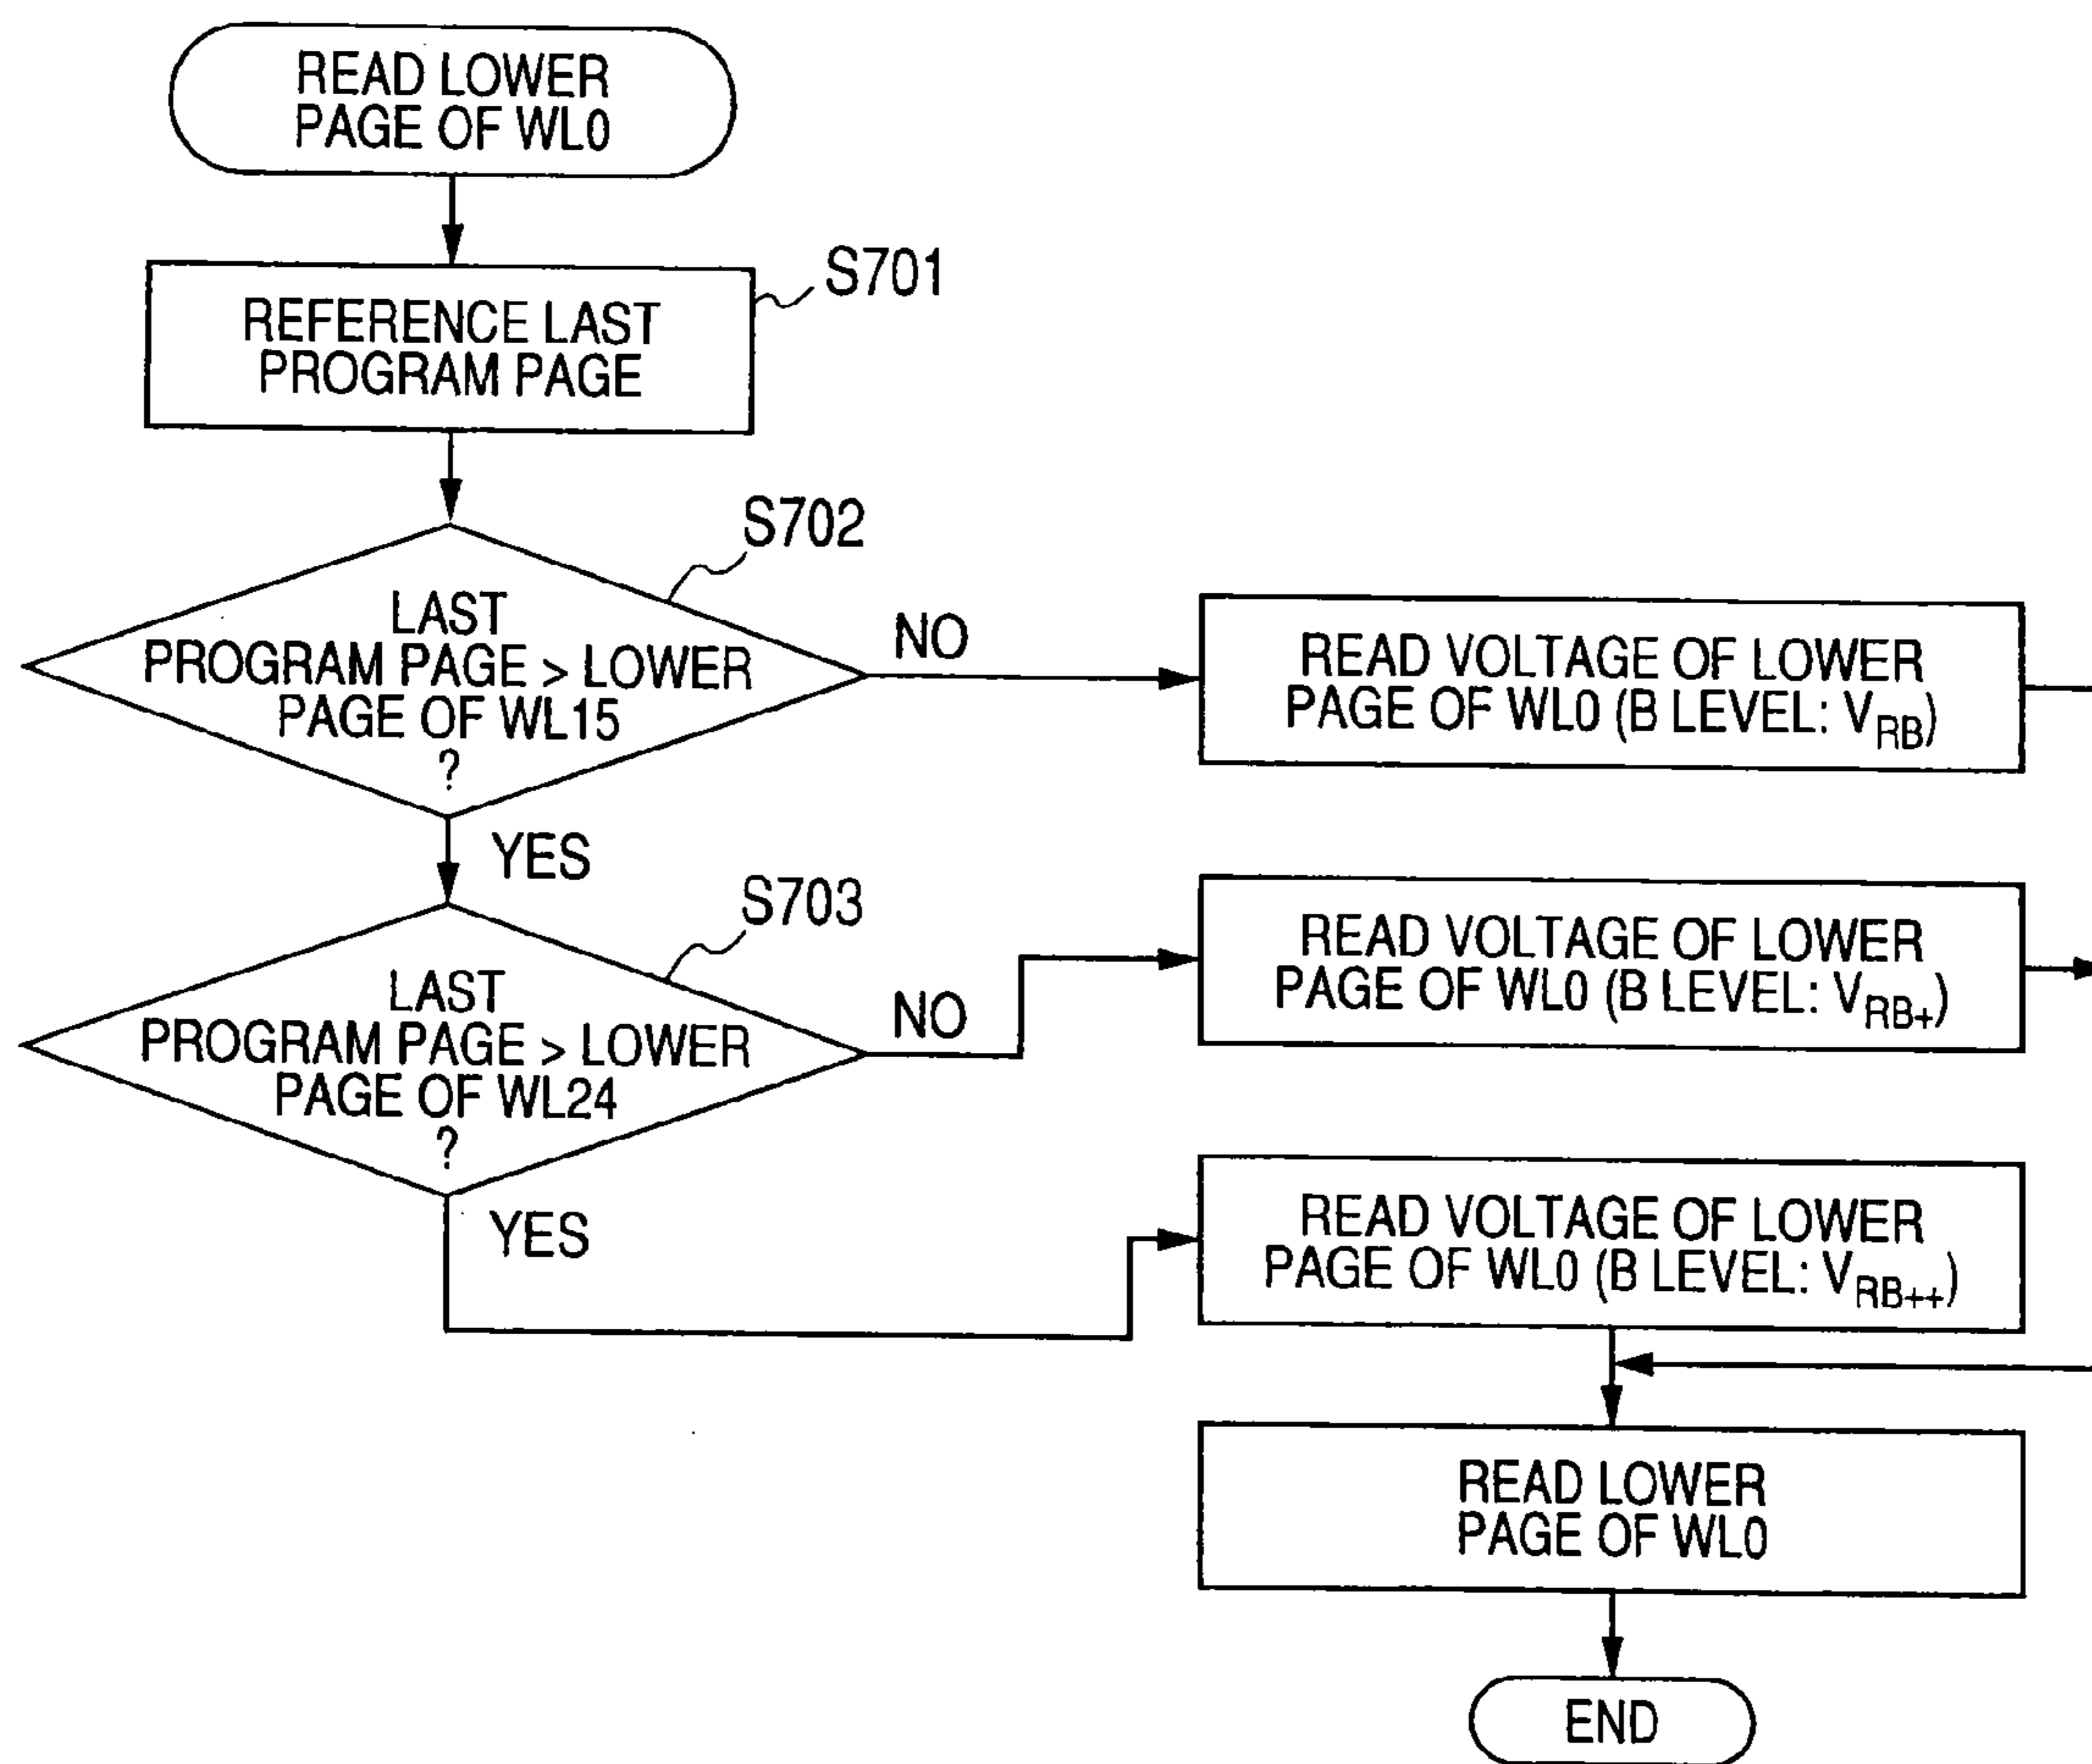 READ LOWER
PAGE OF WL0
S701
REFERENCE LAST
PROGRAM PAGE
S702
LAST
PROGRAM PAGE > LOWER
PAGE OF WL15
?
NO
READ VOLTAGE OF LOWER
PAGE OF WL0 (B LEVEL: VRB)
YES
S703
LAST
PROGRAM PAGE > LOWER
PAGE OF WL24
?
NO
READ VOLTAGE OF LOWER
PAGE OF WL0 (B LEVEL: VRB+)
YES
READ VOLTAGE OF LOWER
PAGE OF WL0 (B LEVEL: VRB++)
READ LOWER
PAGE OF WL0
END